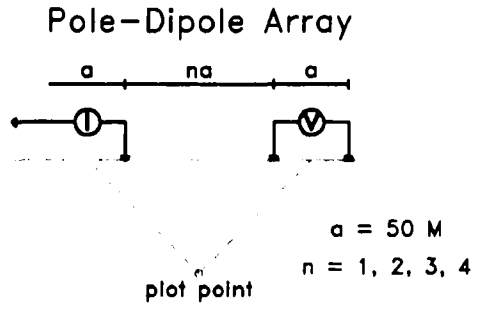 Pole-Dipole Array
a na a
I V
a = 50 M
n = 1, 2, 3, 4
plot point